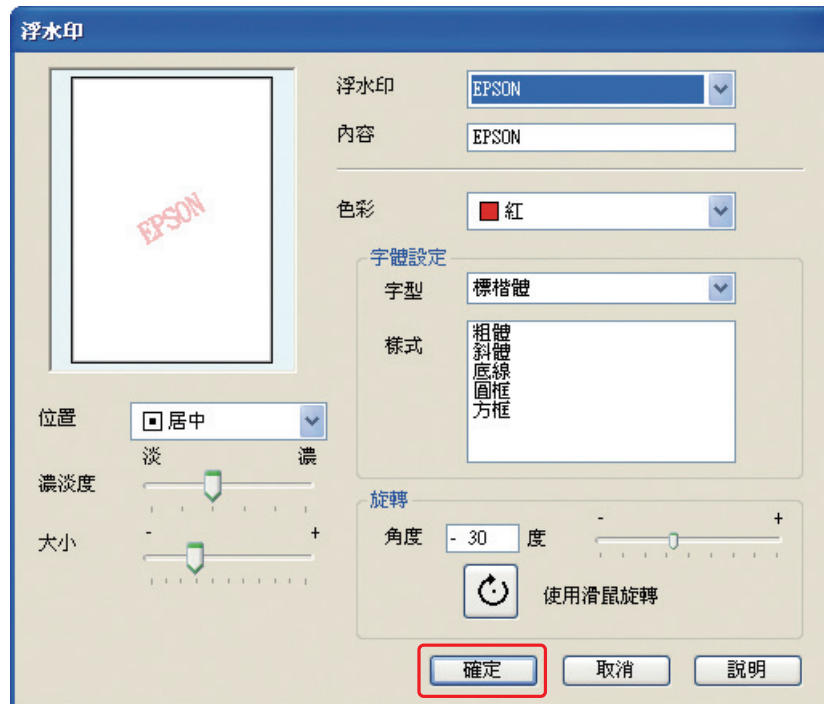 浮水印
EPSON
浮水印
EPSON
內容
EPSON
色彩
紅
字體設定
字型
標楷體
樣式
粗體
斜體
底線
圓框
方框
位置
居中
淡 濃
濃淡度
大小
- +
旋轉
角度
- 30 度
- +
使用滑鼠旋轉
確定
取消
說明